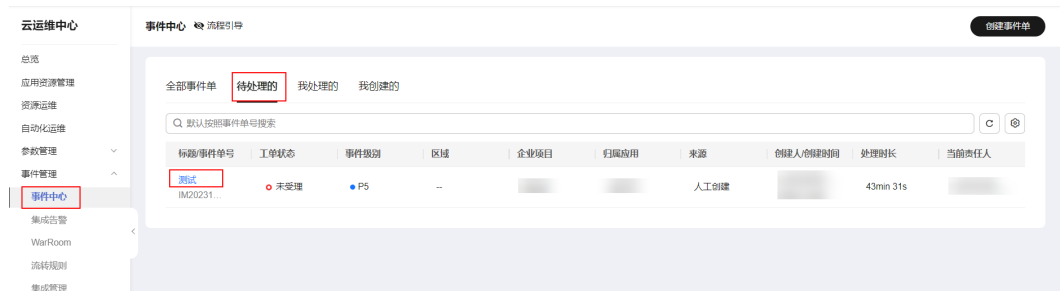 云运维中心
事件中心 流程引导
创建事件单
总览
应用资源管理
资源运维
自动化运维
参数管理
事件管理
事件中心
集成告警
WarRoom
流转规则
集成管理
全部事件单 待处理的 我处理的 我创建的
默认按照事件单号搜索
标题/事件单号 工单状态 事件级别 区域 企业项目 归属应用 来源 创建人/创建时间 处理时长 当前责任人
测试 未受理 P5 -- 人工创建 43min 31s
IM20231...